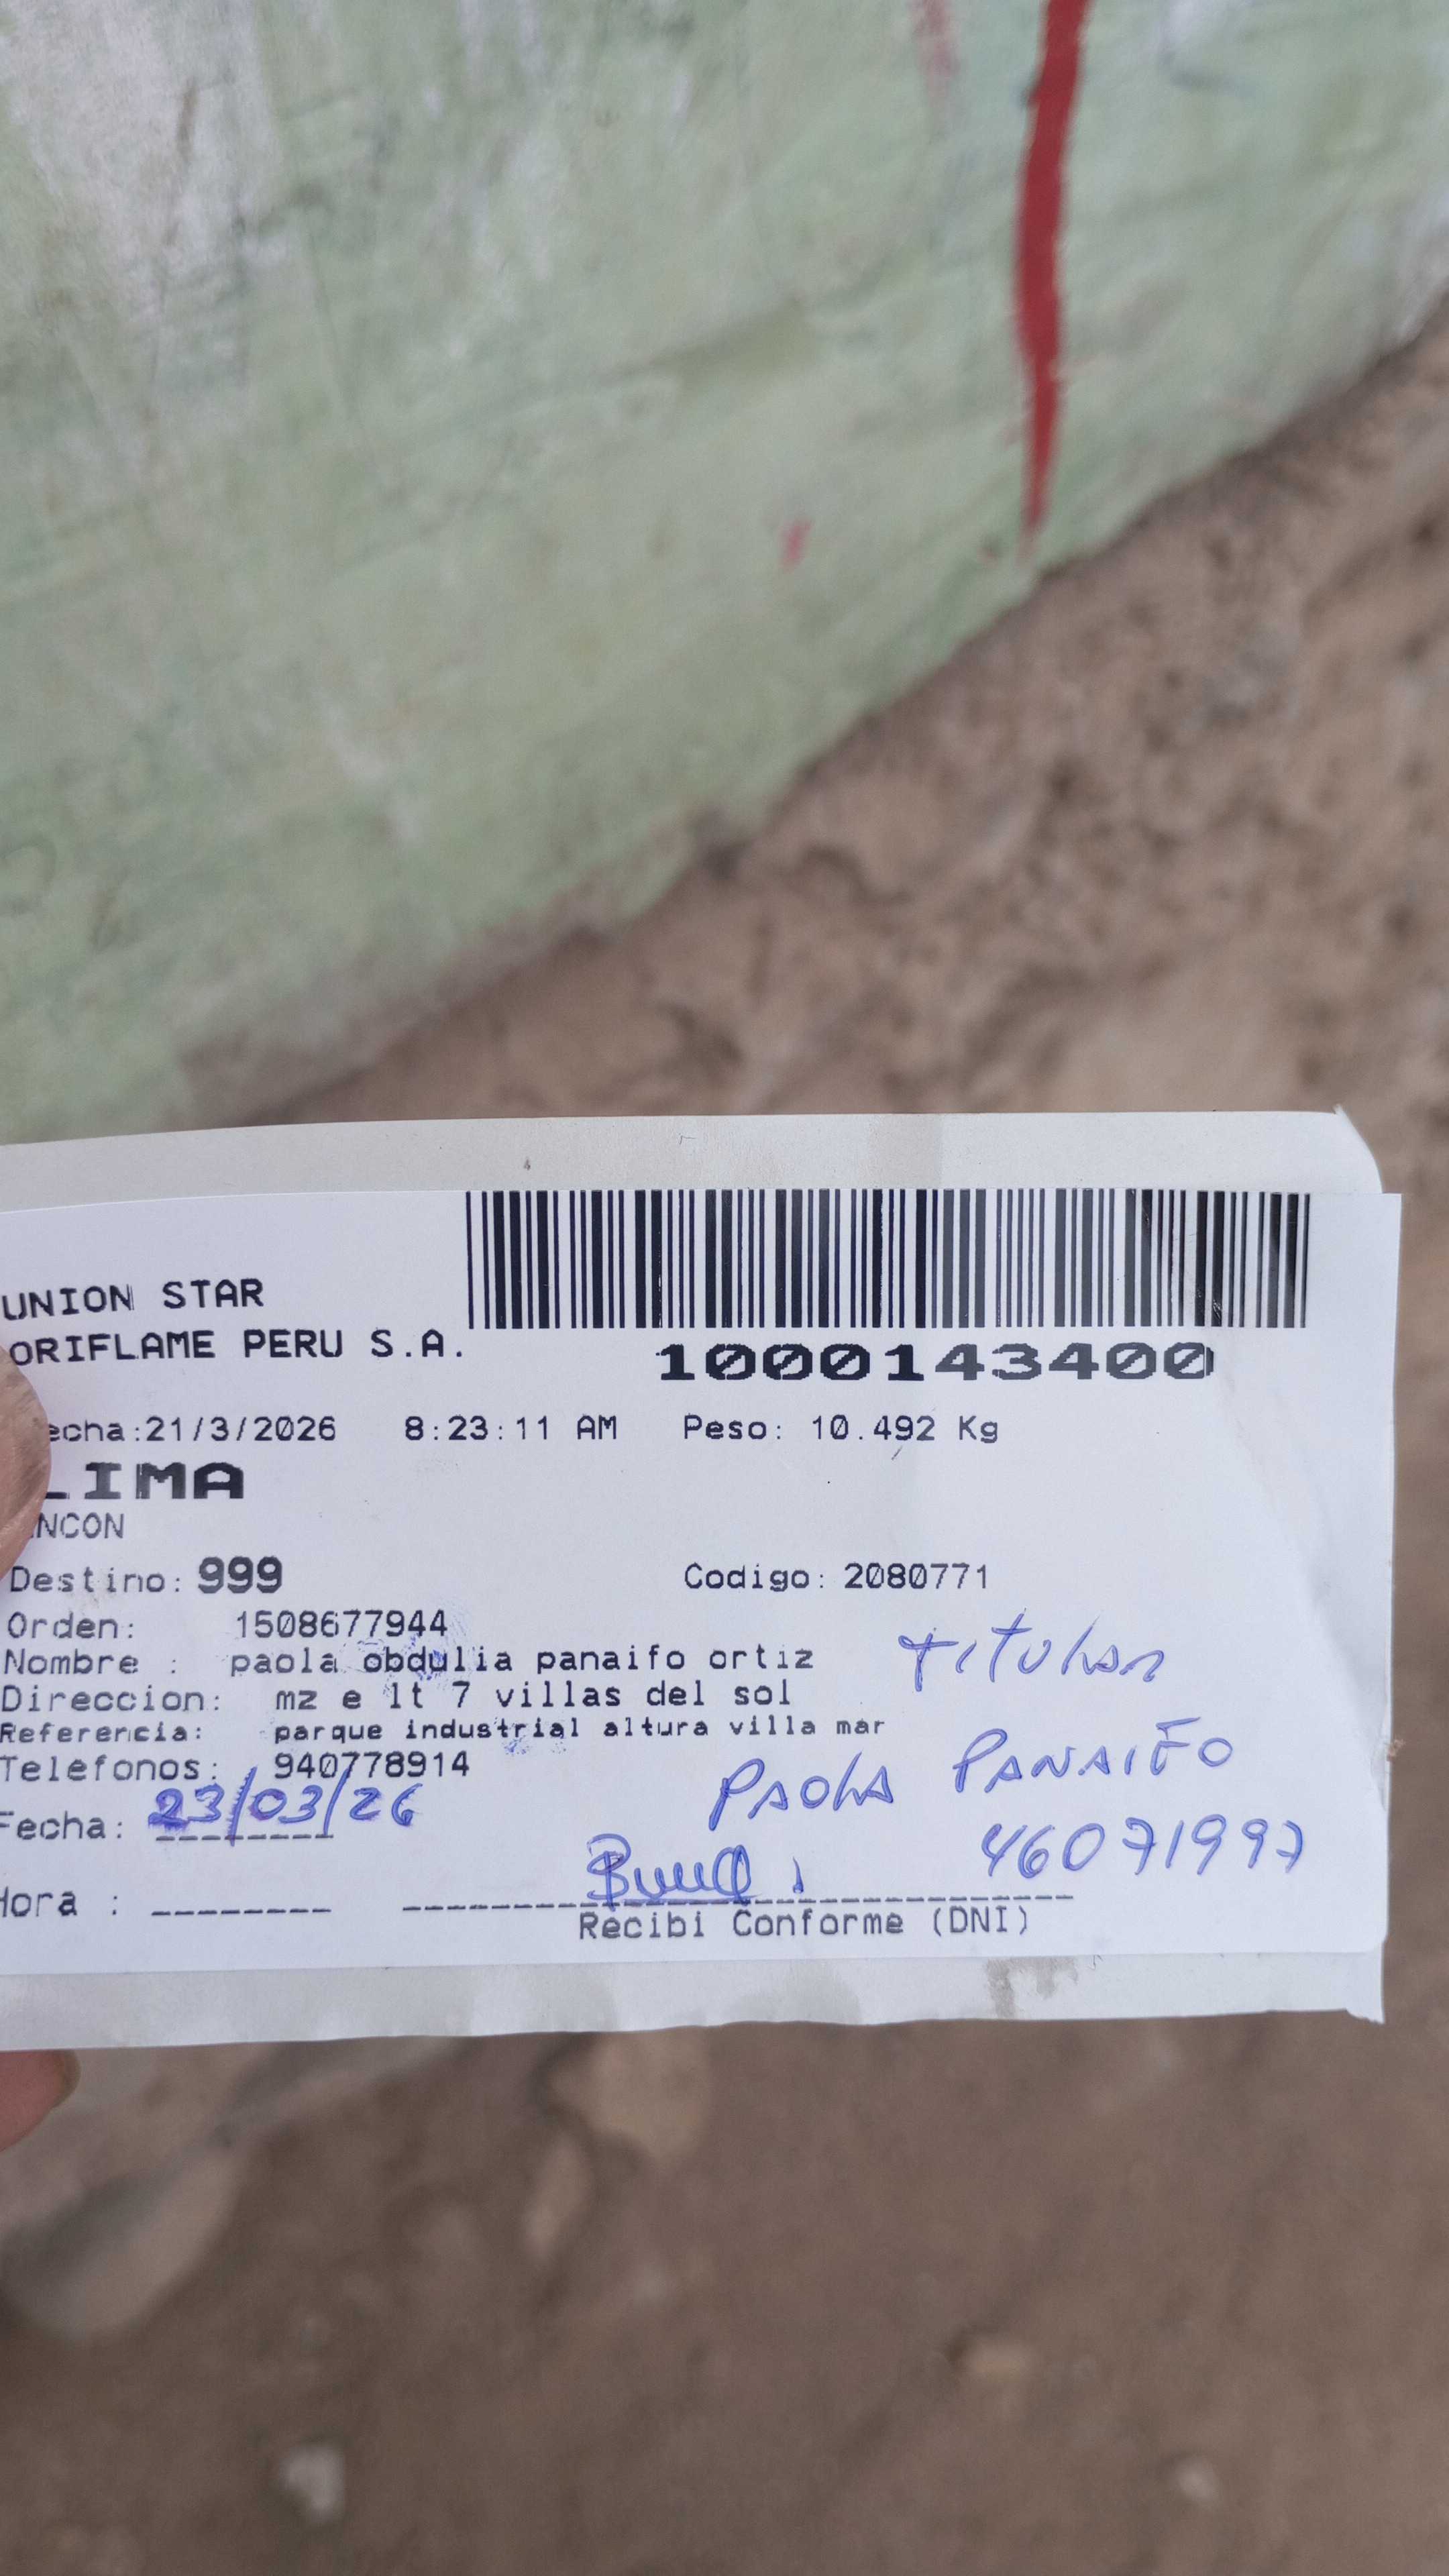 UNION STAR
ORIFLAME PERU S.A.
1000143400
echa:21/3/2026 8:23:11 AM Peso: 10.492 Kg
LIMA
NCON
Destino: 999 Codigo: 2080771
Orden: 1508677944
Nombre : paola obdulia panaifo ortiz titular
Direccion: mz e lt 7 villas del sol
Referencia: parque industrial altura villa mar
Telefonos: 940778914 PAOLA PANAIFO
Fecha: 23/03/26 46071997
Hora :
Recibi Conforme (DNI)